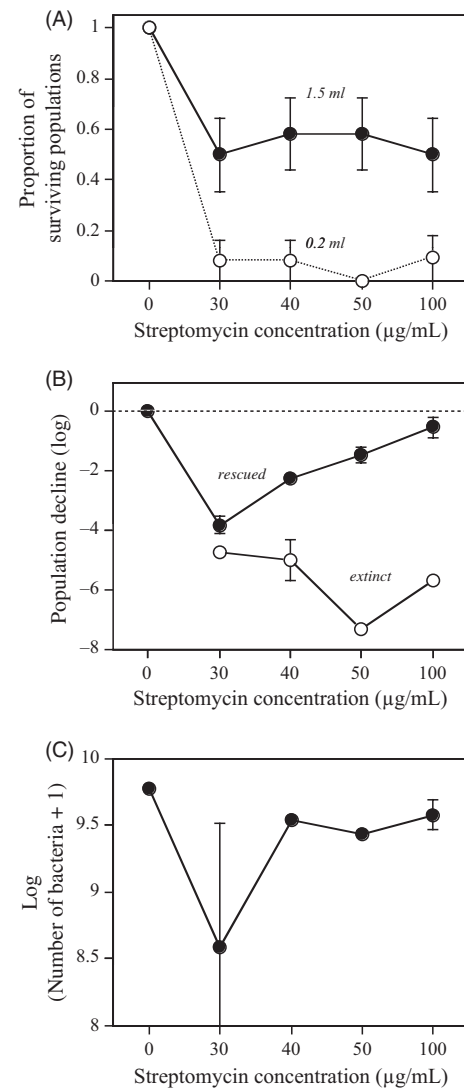 (A)
Proportion of
surviving populations
1
0.8
0.6
0.4
0.2
0
1.5 ml
0.2 ml
0 30 40 50 100
Streptomycin concentration (µg/mL)
(B)
Population decline (log)
0
−2
−4
−6
−8
rescued
extinct
0 30 40 50 100
Streptomycin concentration (µg/mL)
(C)
Log
(Number of bacteria + 1)
10
9.5
9
8.5
8
0 30 40 50 100
Streptomycin concentration (µg/mL)